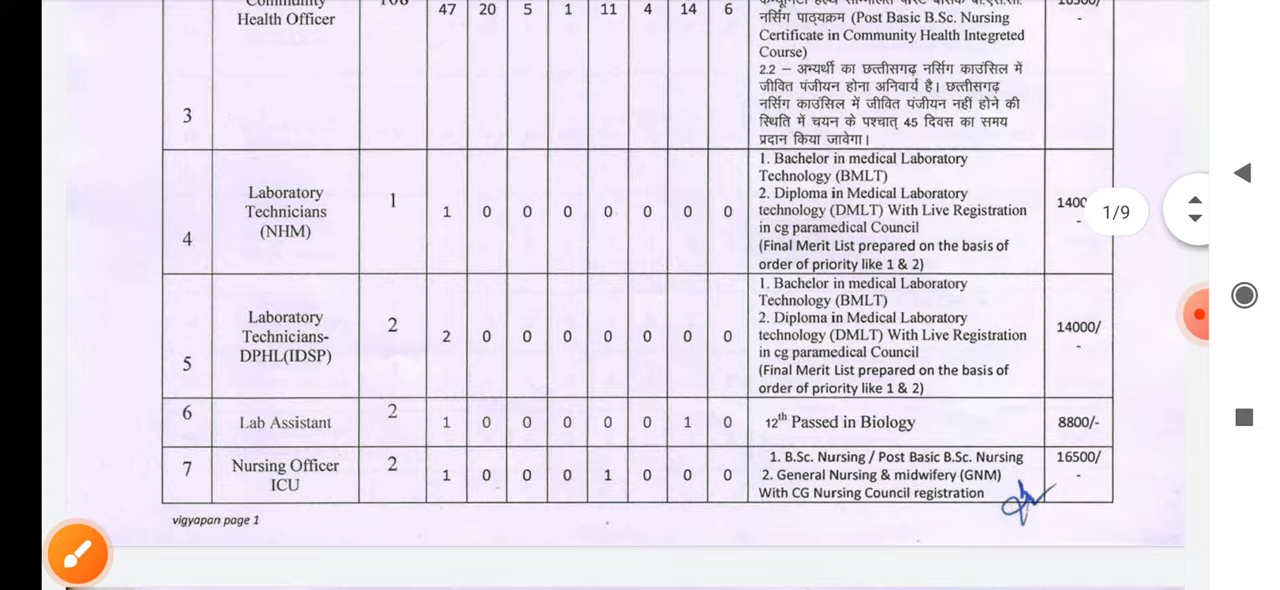 Health Officer
47 20 5 1 11 4 14 6
नर्सिंग पाठ्यक्रम (Post Basic B.Sc. Nursing
Certificate in Community Health Integreted
Course)
2.2 – अभ्यर्थी का छत्तीसगढ़ नर्सिंग काउंसिल में
जीवित पंजीयन होना अनिवार्य है। छत्तीसगढ़
नर्सिंग काउंसिल में जीवित पंजीयन नहीं होने की
स्थिति में चयन के पश्चात् 45 दिवस का समय
प्रदान किया जावेगा।
-
3
4
Laboratory
Technicians
(NHM)
1
1 0 0 0 0 0 0 0
1. Bachelor in medical Laboratory
Technology (BMLT)
2. Diploma in Medical Laboratory
technology (DMLT) With Live Registration
in cg paramedical Council
(Final Merit List prepared on the basis of
order of priority like 1 & 2)
1400
-
1/9
5
Laboratory
Technicians-
DPHL(IDSP)
2
2 0 0 0 0 0 0 0
1. Bachelor in medical Laboratory
Technology (BMLT)
2. Diploma in Medical Laboratory
technology (DMLT) With Live Registration
in cg paramedical Council
(Final Merit List prepared on the basis of
order of priority like 1 & 2)
14000/
-
6
Lab Assistant
2
1 0 0 0 0 0 1 0
12th Passed in Biology
8800/-
7
Nursing Officer
ICU
2
1 0 0 0 1 0 0 0
1. B.Sc. Nursing / Post Basic B.Sc. Nursing
2. General Nursing & midwifery (GNM)
With CG Nursing Council registration
16500/
-
vigyapan page 1